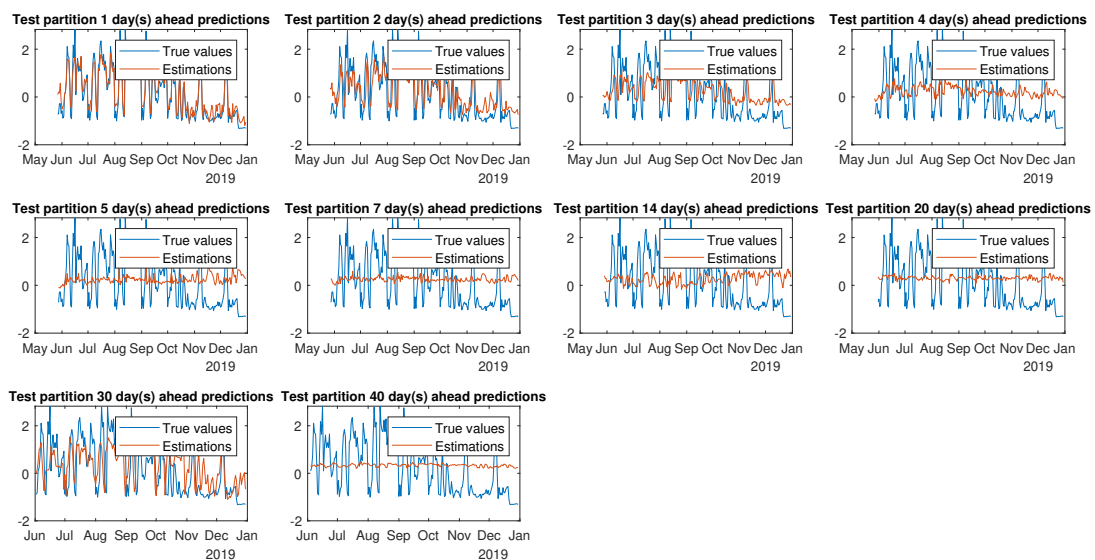 Test partition 1 day(s) ahead predictions
True values
Estimations
2
0
-2
May Jun Jul Aug Sep Oct Nov Dec Jan
2019
Test partition 2 day(s) ahead predictions
True values
Estimations
2
0
-2
May Jun Jul Aug Sep Oct Nov Dec Jan
2019
Test partition 3 day(s) ahead predictions
True values
Estimations
2
0
-2
May Jun Jul Aug Sep Oct Nov Dec Jan
2019
Test partition 4 day(s) ahead predictions
True values
Estimations
2
0
-2
May Jun Jul Aug Sep Oct Nov Dec Jan
2019
Test partition 5 day(s) ahead predictions
True values
Estimations
2
0
-2
May Jun Jul Aug Sep Oct Nov Dec Jan
2019
Test partition 7 day(s) ahead predictions
True values
Estimations
2
0
-2
May Jun Jul Aug Sep Oct Nov Dec Jan
2019
Test partition 14 day(s) ahead predictions
True values
Estimations
2
0
-2
May Jun Jul Aug Sep Oct Nov Dec Jan
2019
Test partition 20 day(s) ahead predictions
True values
Estimations
2
0
-2
May Jun Jul Aug Sep Oct Nov Dec Jan
2019
Test partition 30 day(s) ahead predictions
True values
Estimations
2
0
-2
Jun Jul Aug Sep Oct Nov Dec Jan
2019
Test partition 40 day(s) ahead predictions
True values
Estimations
2
0
-2
Jun Jul Aug Sep Oct Nov Dec Jan
2019